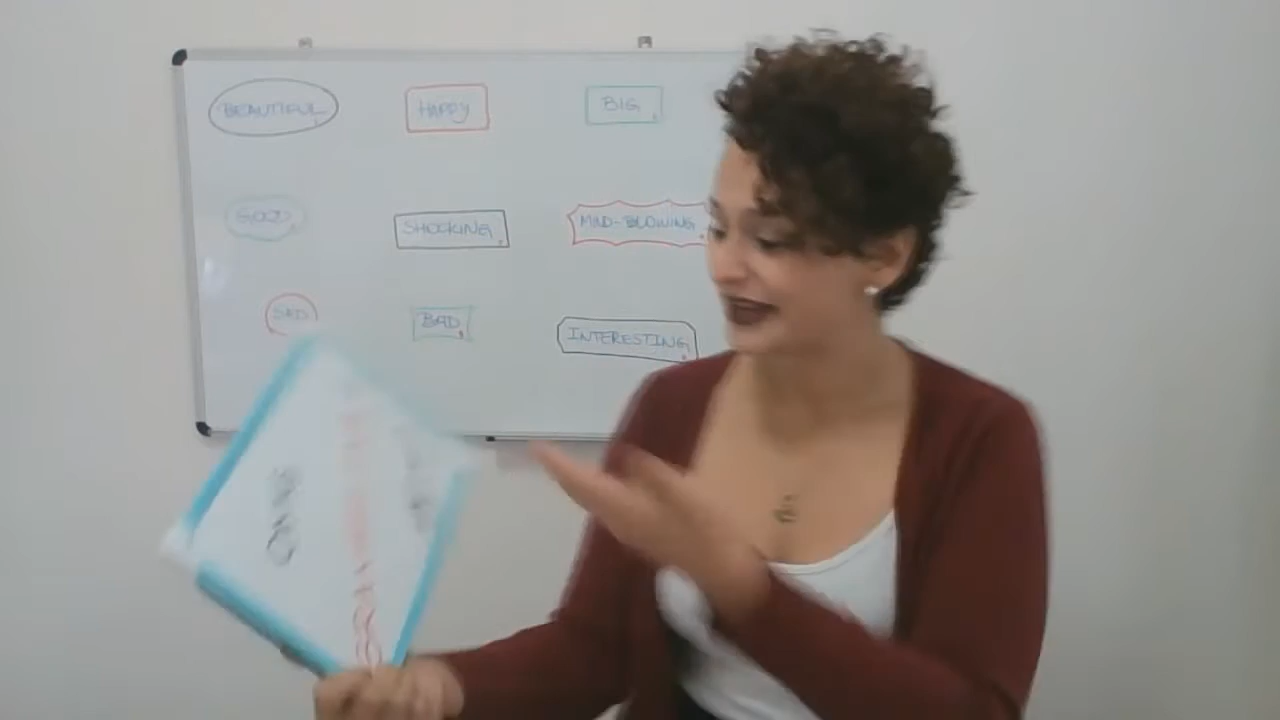 BEAUTIFUL
HAPPY
BIG
GOOD
SHOCKING
MIND-BLOWING
SAD
BAD
INTERESTING